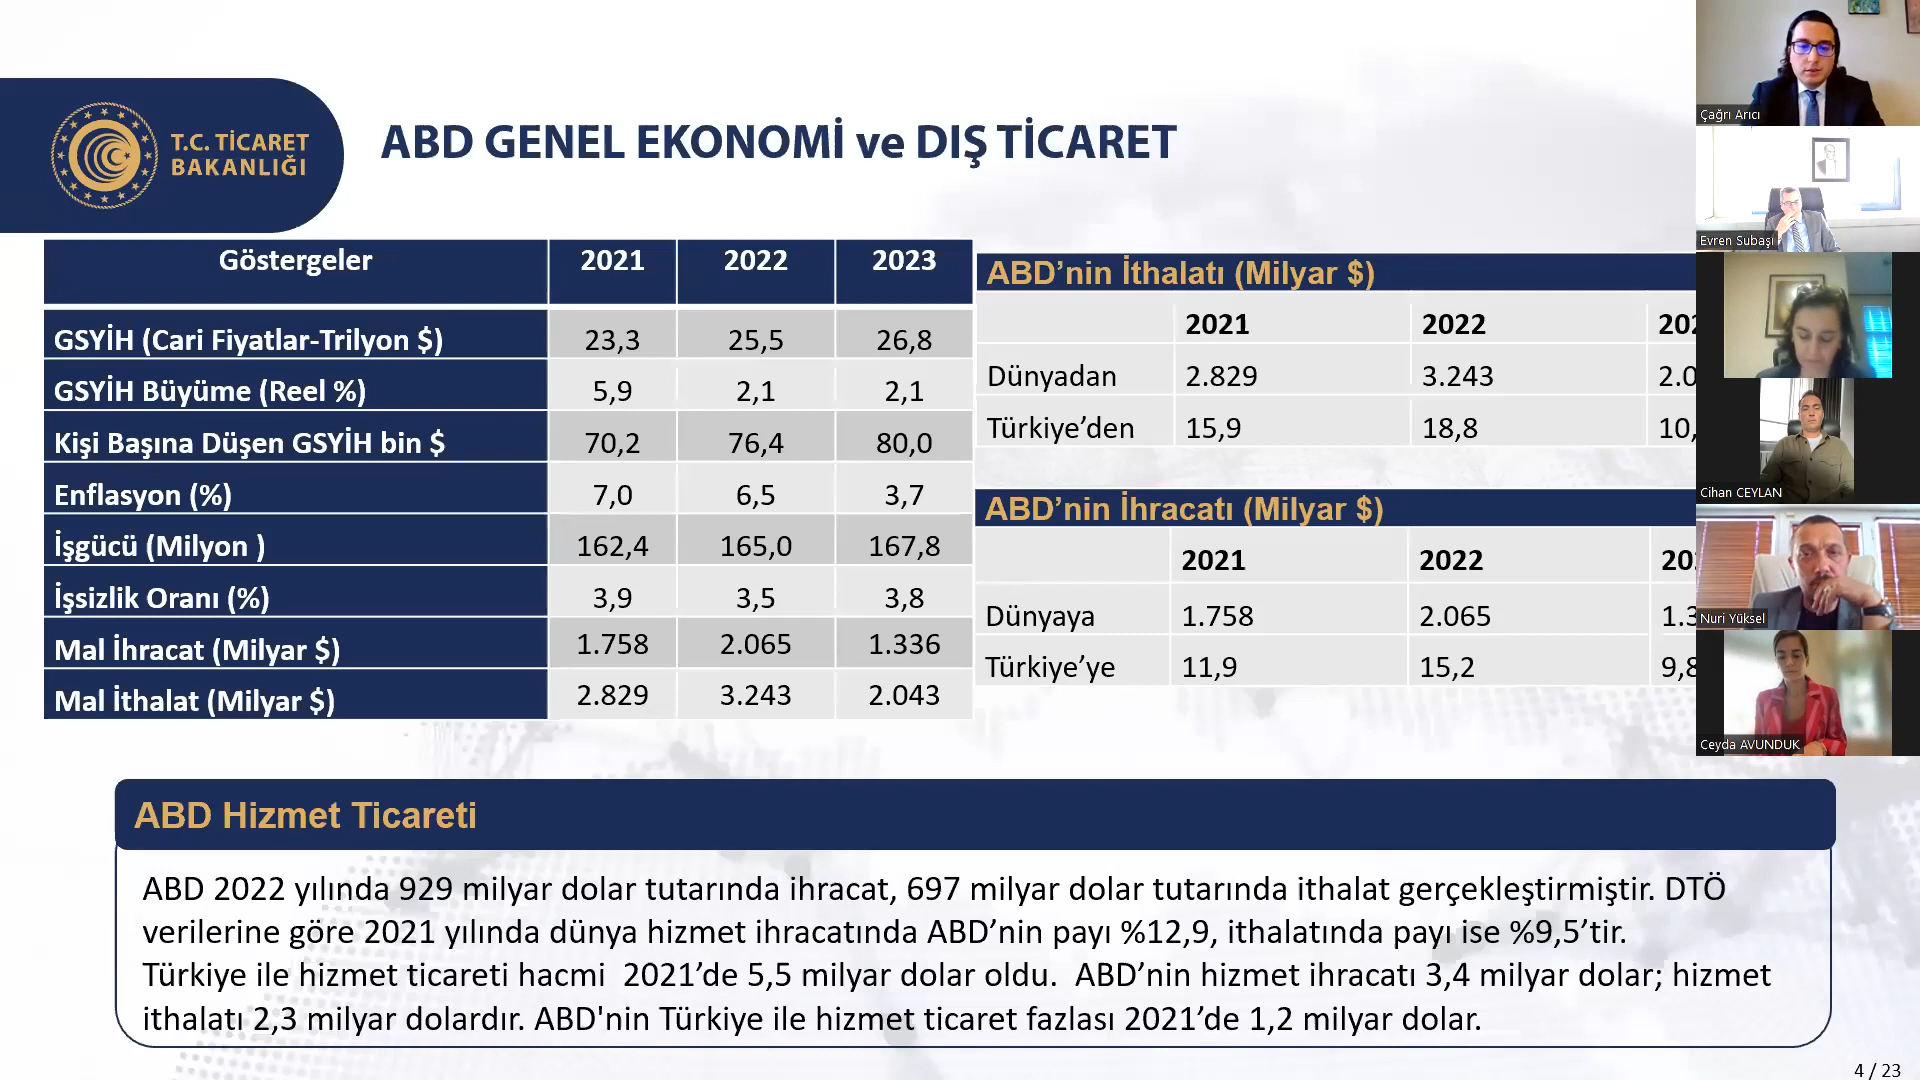 T.C. TİCARET
BAKANLIĞI
ABD GENEL EKONOMİ ve DIŞ TİCARET
Göstergeler 2021 2022 2023
GSYİH (Cari Fiyatlar-Trilyon $) 23,3 25,5 26,8
GSYİH Büyüme (Reel %) 5,9 2,1 2,1
Kişi Başına Düşen GSYİH bin $ 70,2 76,4 80,0
Enflasyon (%) 7,0 6,5 3,7
İşgücü (Milyon ) 162,4 165,0 167,8
İşsizlik Oranı (%) 3,9 3,5 3,8
Mal İhracat (Milyar $) 1.758 2.065 1.336
Mal İthalat (Milyar $) 2.829 3.243 2.043
ABD’nin İthalatı (Milyar $)
2021 2022
Dünyadan 2.829 3.243 2.0
Türkiye’den 15,9 18,8 10,
ABD’nin İhracatı (Milyar $)
2021 2022 20
Dünyaya 1.758 2.065 1.3
Türkiye’ye 11,9 15,2 9,8
ABD Hizmet Ticareti
ABD 2022 yılında 929 milyar dolar tutarında ihracat, 697 milyar dolar tutarında ithalat gerçekleştirmiştir. DTÖ
verilerine göre 2021 yılında dünya hizmet ihracatında ABD’nin payı %12,9, ithalatında payı ise %9,5’tir.
Türkiye ile hizmet ticareti hacmi 2021’de 5,5 milyar dolar oldu. ABD’nin hizmet ihracatı 3,4 milyar dolar; hizmet
ithalatı 2,3 milyar dolardır. ABD'nin Türkiye ile hizmet ticaret fazlası 2021’de 1,2 milyar dolar.
4 / 23
Çağrı Arıcı
Evren Subaşı
Cihan CEYLAN
Nuri Yüksel
Ceyda AVUNDUK